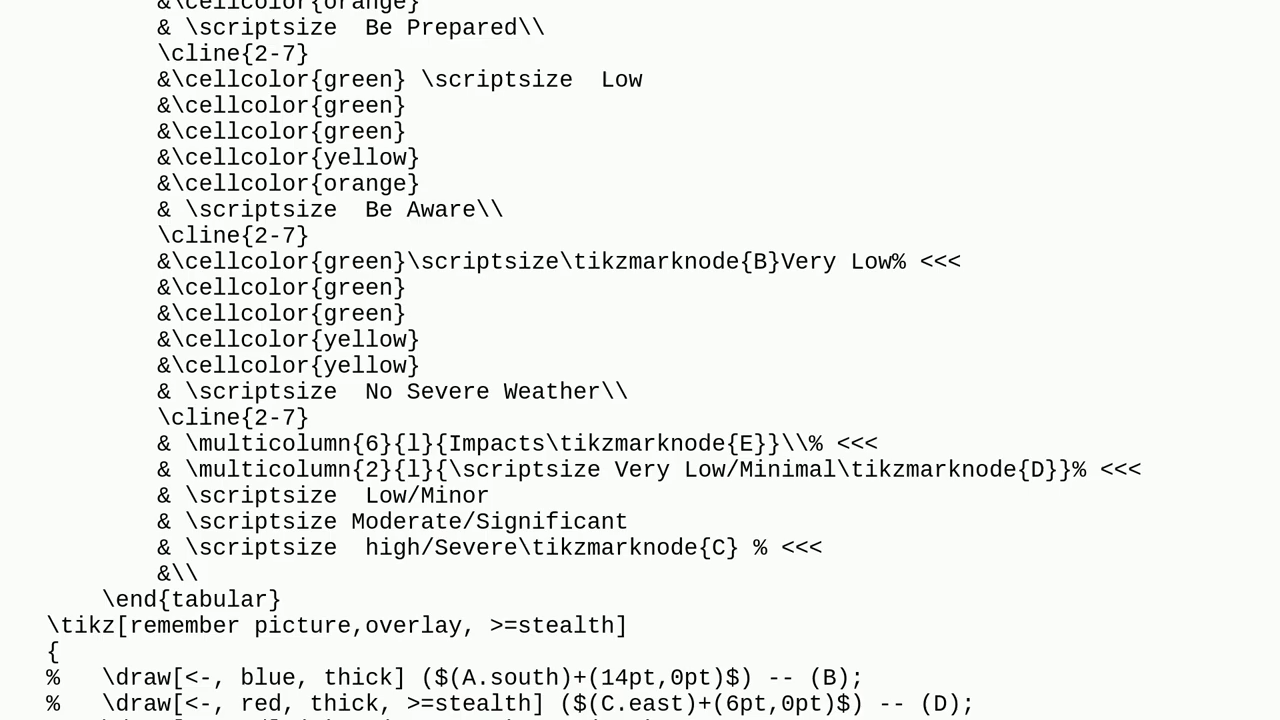 &\cellcolor{orange}
& \scriptsize  Be Prepared\\
\cline{2-7}
&\cellcolor{green} \scriptsize  Low
&\cellcolor{green}
&\cellcolor{green}
&\cellcolor{yellow}
&\cellcolor{orange}
& \scriptsize  Be Aware\\
\cline{2-7}
&\cellcolor{green}\scriptsize\tikzmarknode{B}Very Low% <<<
&\cellcolor{green}
&\cellcolor{green}
&\cellcolor{yellow}
&\cellcolor{yellow}
& \scriptsize  No Severe Weather\\
\cline{2-7}
& \multicolumn{6}{l}{Impacts\tikzmarknode{E}}\\% <<<
& \multicolumn{2}{l}{\scriptsize Very Low/Minimal\tikzmarknode{D}}% <<<
& \scriptsize  Low/Minor
& \scriptsize Moderate/Significant
& \scriptsize  high/Severe\tikzmarknode{C} % <<<
&\\
\end{tabular}
\tikz[remember picture,overlay, >=stealth]
{
%   \draw[<-, blue, thick] ($(A.south)+(14pt,0pt)$) -- (B);
%   \draw[<-, red, thick, >=stealth] ($(C.east)+(6pt,0pt)$) -- (D);